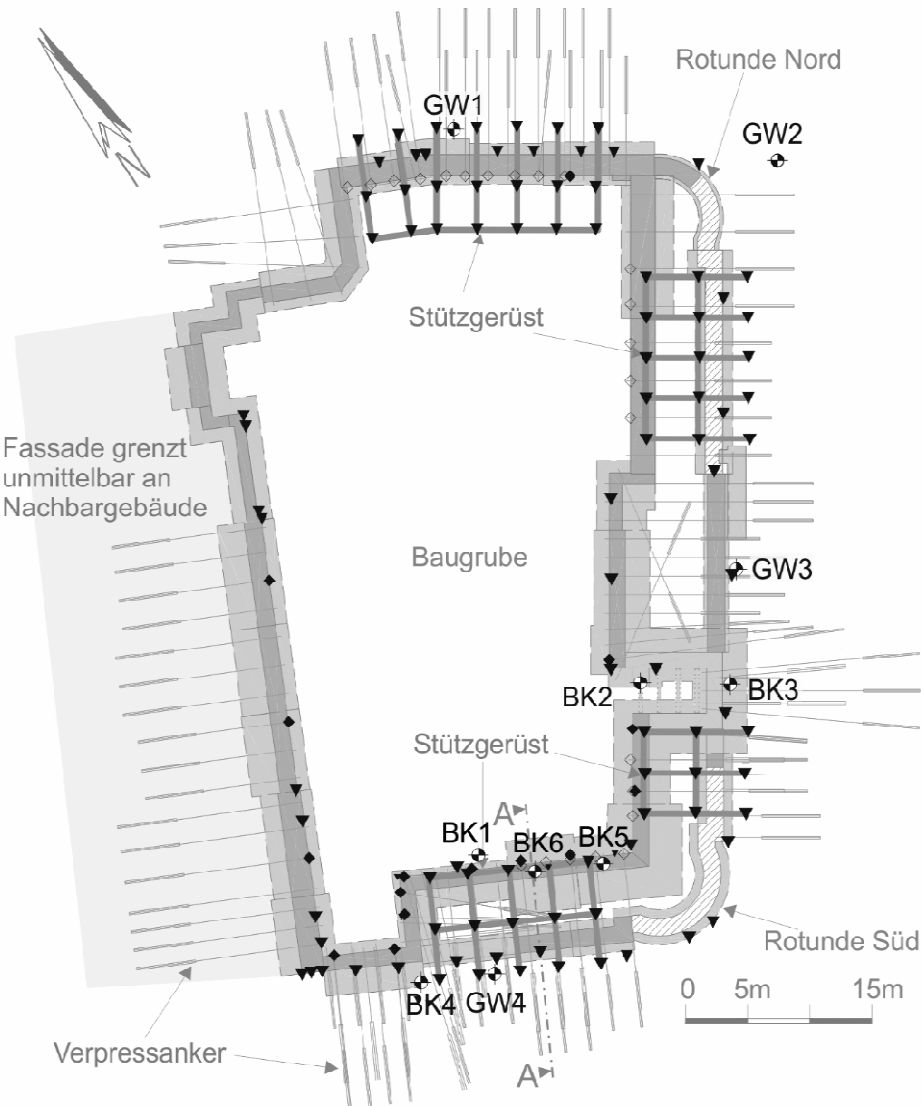 Rotunde Nord
GW1
GW2
Stützgerüst
Fassade grenzt
unmittelbar an
Nachbargebäude
Baugrube
GW3
BK2
BK3
Stützgerüst
A
BK1
BK6
BK5
Rotunde Süd
BK4
GW4
0 5m 15m
Verpressanker
A